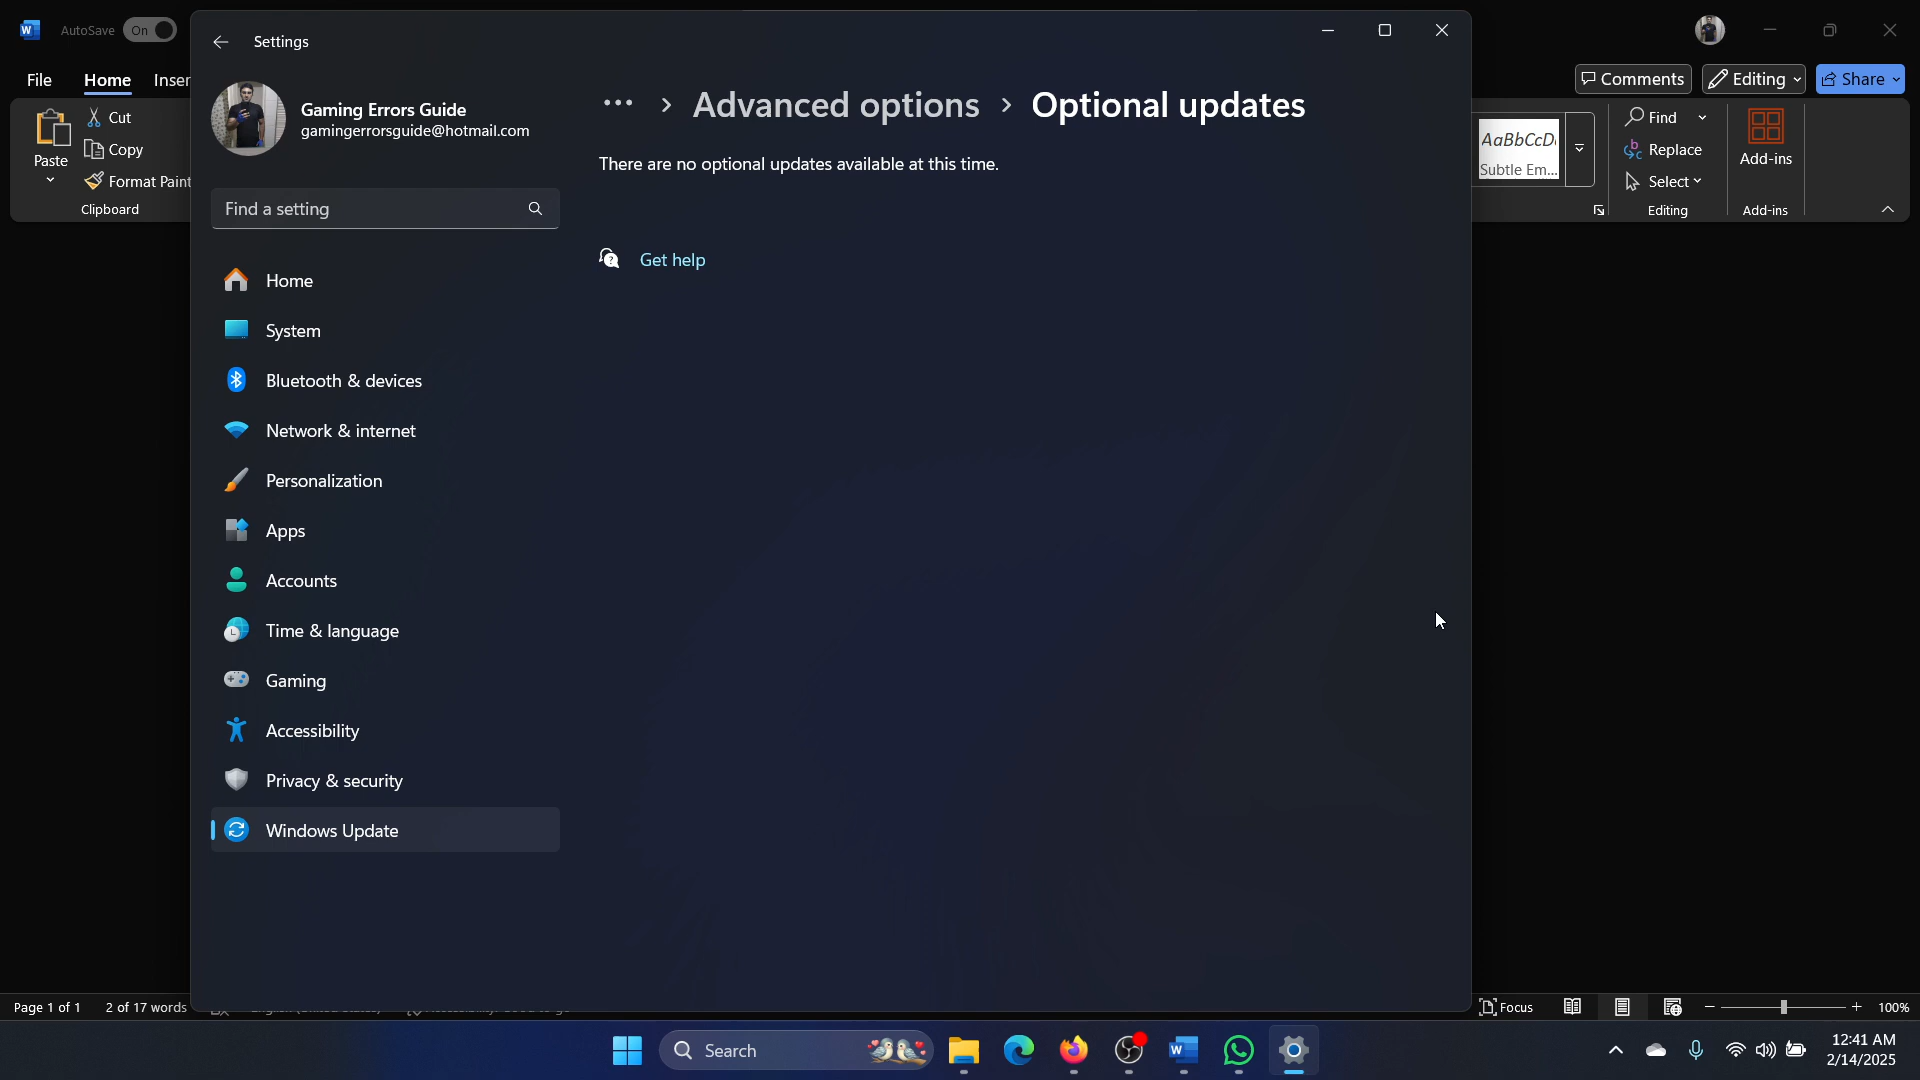 W AutoSave On
File Home Inser
Paste
Cut
Copy
Format Paint
Clipboard
Settings
Gaming Errors Guide
gamingerrorsguide@hotmail.com
Find a setting
Home
System
Bluetooth & devices
Network & internet
Personalization
Apps
Accounts
Time & language
Gaming
Accessibility
Privacy & security
Windows Update
... > Advanced options > Optional updates
There are no optional updates available at this time.
Get help
Comments Editing Share
AaBbCcD
Subtle Em...
Find
Replace
Select
Editing
Add-ins
Add-ins
Page 1 of 1 2 of 17 words
Focus 100%
Search
12:41 AM
2/14/2025